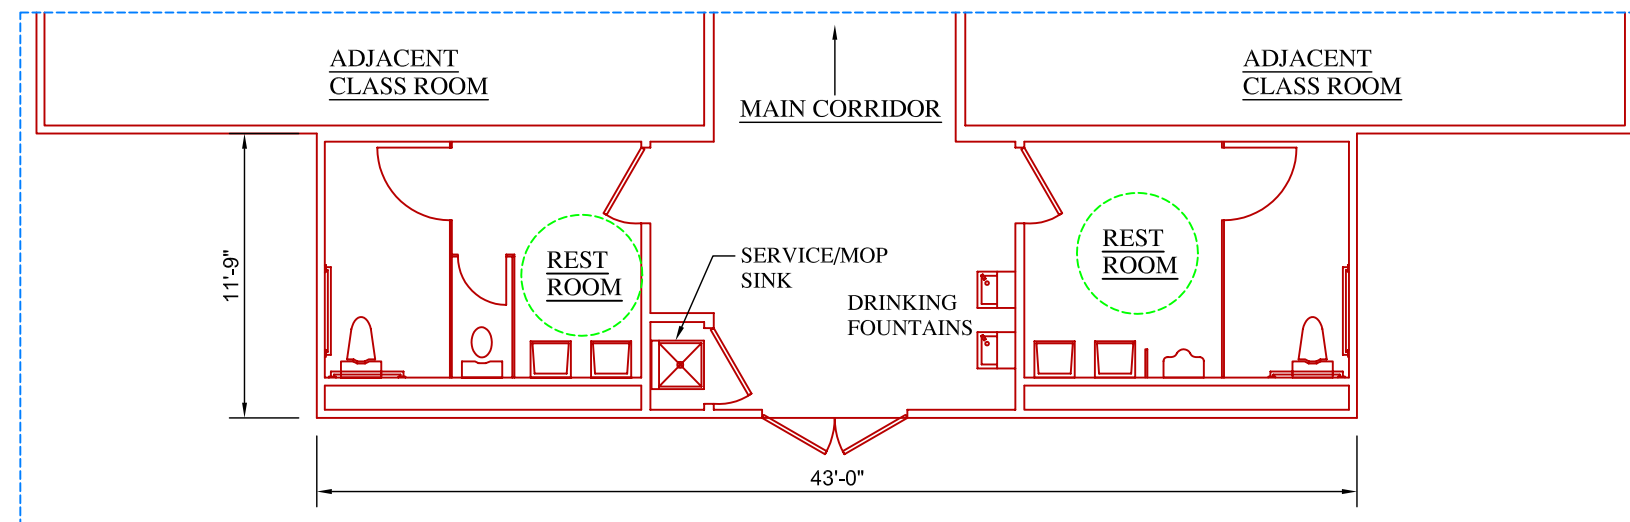 ADJACENT
CLASS ROOM
MAIN CORRIDOR
ADJACENT
CLASS ROOM
11'-9"
REST
ROOM
SERVICE/MOP
SINK
DRINKING
FOUNTAINS
REST
ROOM
43'-0"